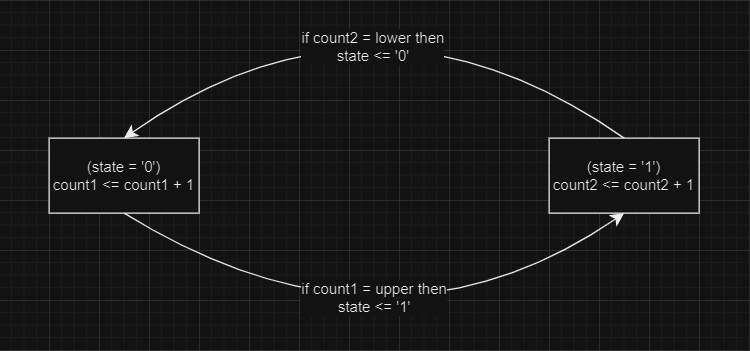 if count2 = lower then
state <= '0'
(state = '0')
count1 <= count1 + 1
(state = '1')
count2 <= count2 + 1
if count1 = upper then
state <= '1'